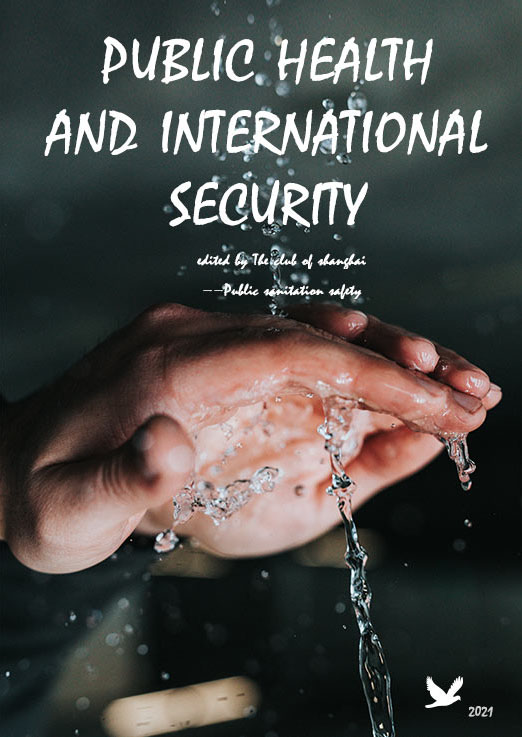 PUBLIC HEALTH
AND INTERNATIONAL
SECURITY
edited by The club of shanghai
——Public sanitation safety
2021